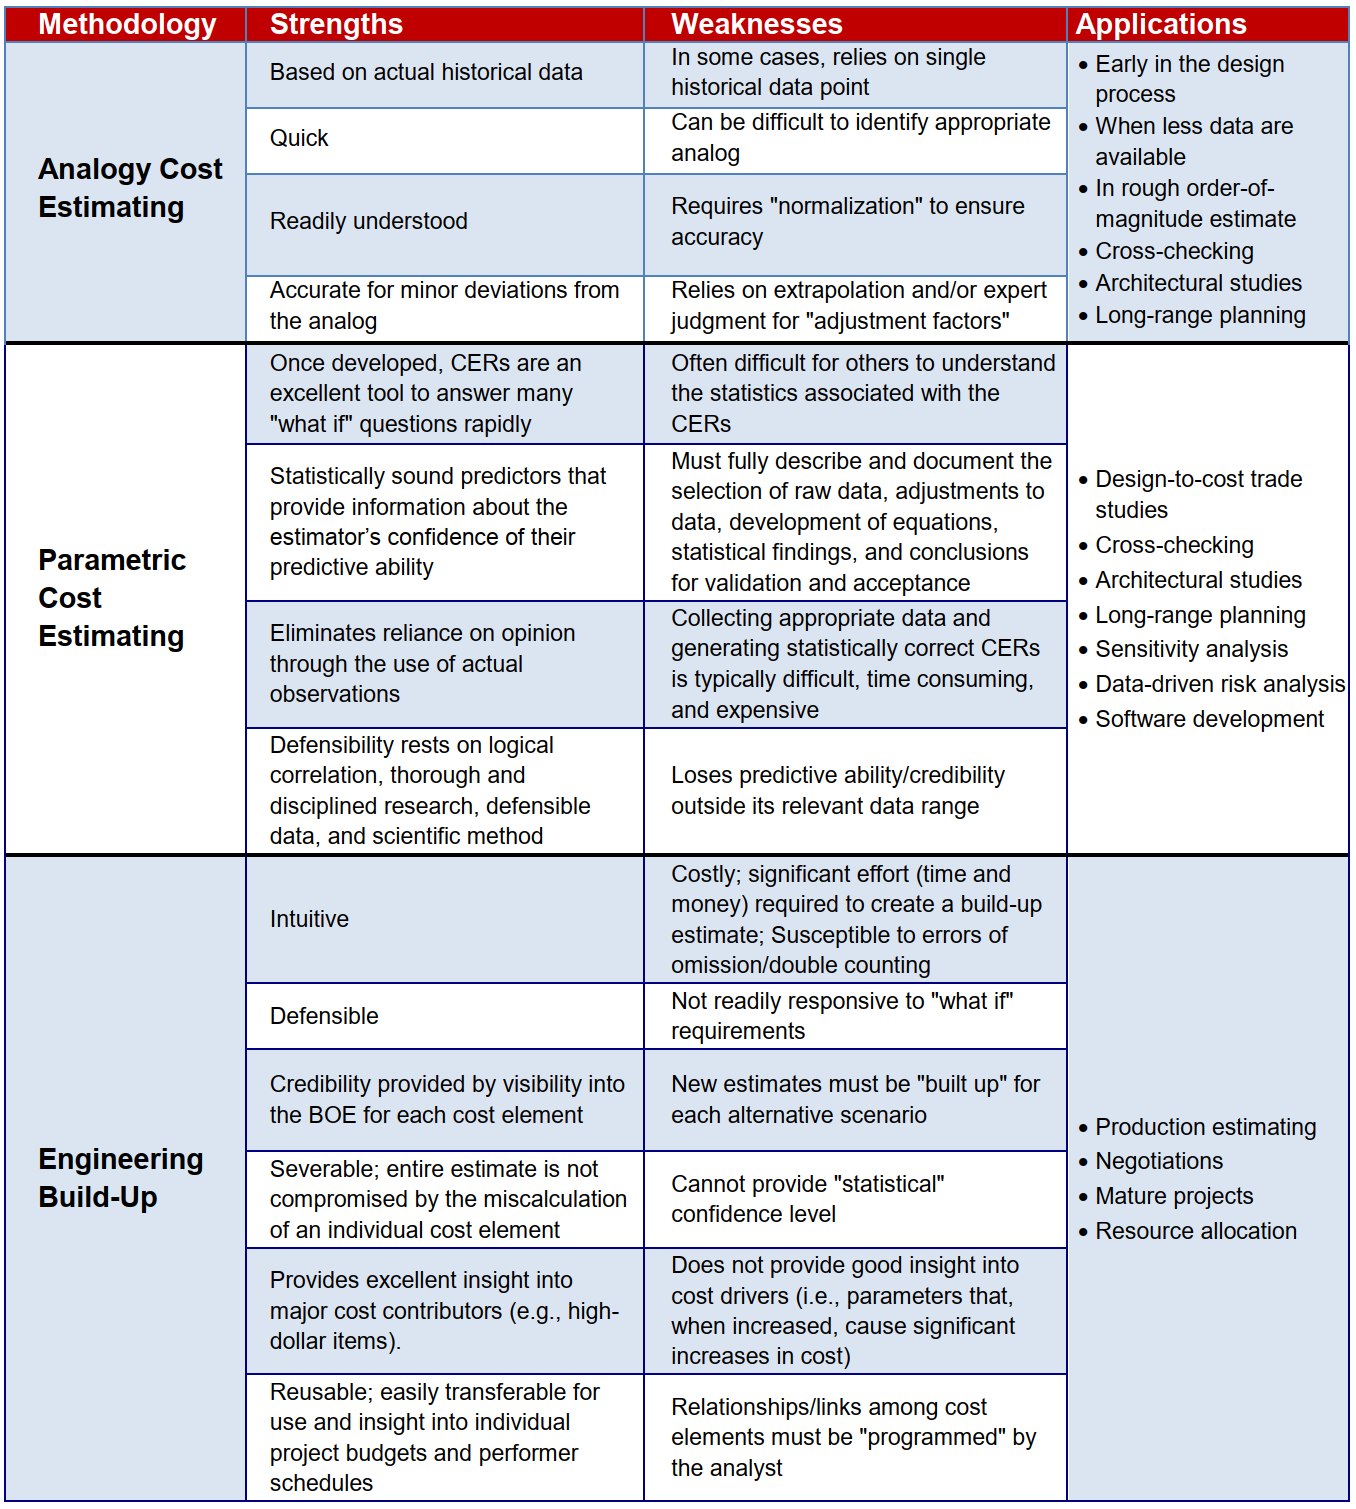 Methodology
Strengths
Weaknesses
Applications
Analogy Cost
Estimating
Based on actual historical data
In some cases, relies on single
historical data point
Quick
Can be difficult to identify appropriate
analog
Readily understood
Requires "normalization" to ensure
accuracy
Accurate for minor deviations from
the analog
Relies on extrapolation and/or expert
judgment for "adjustment factors"
• Early in the design
process
• When less data are
available
• In rough order-of-
magnitude estimate
• Cross-checking
• Architectural studies
• Long-range planning
Parametric
Cost
Estimating
Once developed, CERs are an
excellent tool to answer many
"what if" questions rapidly
Often difficult for others to understand
the statistics associated with the
CERs
Statistically sound predictors that
provide information about the
estimator’s confidence of their
predictive ability
Must fully describe and document the
selection of raw data, adjustments to
data, development of equations,
statistical findings, and conclusions
for validation and acceptance
Eliminates reliance on opinion
through the use of actual
observations
Collecting appropriate data and
generating statistically correct CERs
is typically difficult, time consuming,
and expensive
Defensibility rests on logical
correlation, thorough and
disciplined research, defensible
data, and scientific method
Loses predictive ability/credibility
outside its relevant data range
• Design-to-cost trade
studies
• Cross-checking
• Architectural studies
• Long-range planning
• Sensitivity analysis
• Data-driven risk analysis
• Software development
Engineering
Build-Up
Intuitive
Costly; significant effort (time and
money) required to create a build-up
estimate; Susceptible to errors of
omission/double counting
Defensible
Not readily responsive to "what if"
requirements
Credibility provided by visibility into
the BOE for each cost element
New estimates must be "built up" for
each alternative scenario
Severable; entire estimate is not
compromised by the miscalculation
of an individual cost element
Cannot provide "statistical"
confidence level
Provides excellent insight into
major cost contributors (e.g., high-
dollar items).
Does not provide good insight into
cost drivers (i.e., parameters that,
when increased, cause significant
increases in cost)
Reusable; easily transferable for
use and insight into individual
project budgets and performer
schedules
Relationships/links among cost
elements must be "programmed" by
the analyst
• Production estimating
• Negotiations
• Mature projects
• Resource allocation